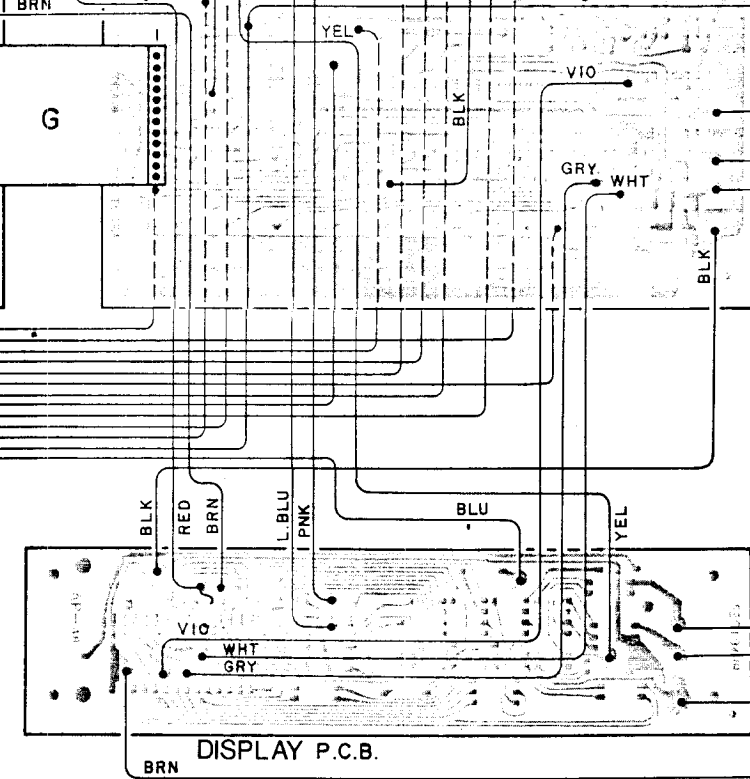 BRN
YEL
VIO
BLK
G
GRY
WHT
BLK
BLK
RED
BRN
L.BLU
PNK
BLU
YEL
VIO
WHT
GRY
DISPLAY P.C.B.
BRN